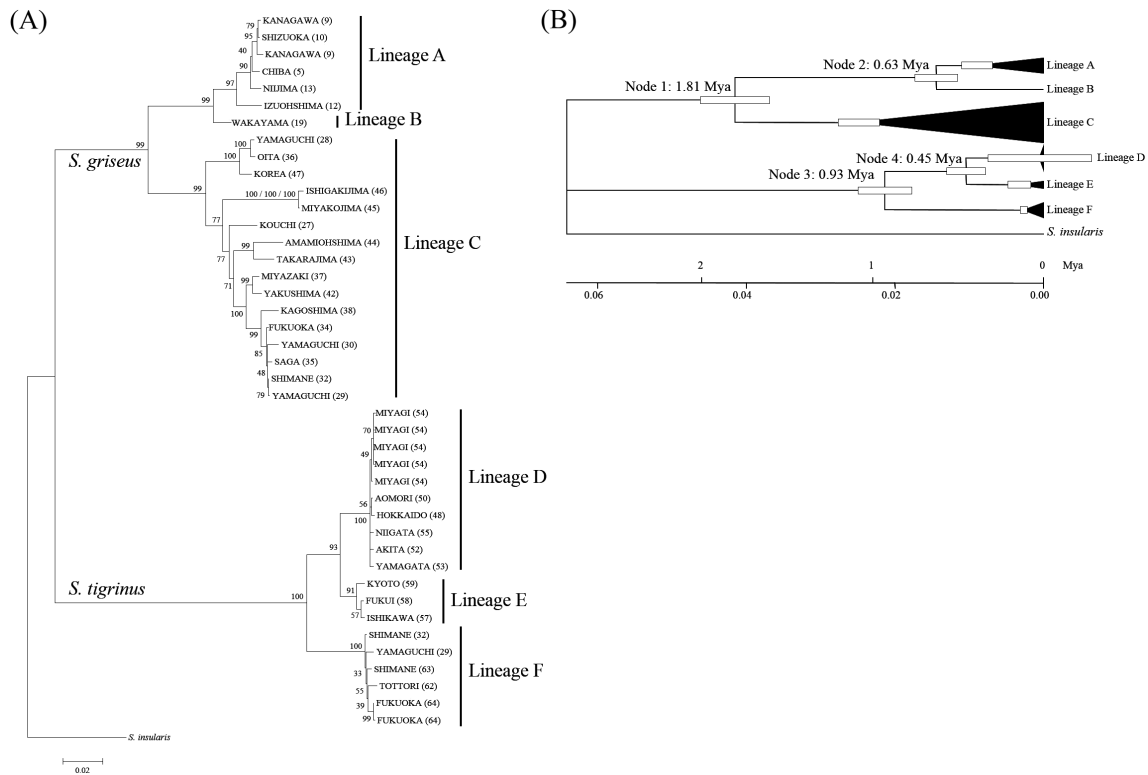 (A)
KANAGAWA (9)
79
SHIZUOKA (10)
95
KANAGAWA (9)
40
CHIBA (5)
90
NIIJIMA (13)
97
IZUOHSHIMA (12)
99
WAKAYAMA (19)
Lineage A
Lineage B
99
S. griseus
YAMAGUCHI (28)
100
OITA (36)
100
KOREA (47)
99
ISHIGAKIJIMA (46)
100 / 100 / 100
MIYAKOJIMA (45)
77
KOUCHI (27)
AMAMIOHSHIMA (44)
99
TAKARAJIMA (43)
77
MIYAZAKI (37)
99
YAKUSHIMA (42)
71
KAGOSHIMA (38)
100
FUKUOKA (34)
99
YAMAGUCHI (30)
85
SAGA (35)
48
SHIMANE (32)
79
YAMAGUCHI (29)
Lineage C
MIYAGI (54)
70
MIYAGI (54)
MIYAGI (54)
49
MIYAGI (54)
MIYAGI (54)
AOMORI (50)
56
HOKKAIDO (48)
100
NIIGATA (55)
AKITA (52)
YAMAGATA (53)
Lineage D
93
S. tigrinus
100
KYOTO (59)
91
FUKUI (58)
57
ISHIKAWA (57)
Lineage E
SHIMANE (32)
100
YAMAGUCHI (29)
SHIMANE (63)
33
TOTTORI (62)
55
FUKUOKA (64)
39
FUKUOKA (64)
99
Lineage F
S. insularis
0.02
(B)
Node 2: 0.63 Mya
Lineage A
Node 1: 1.81 Mya
Lineage B
Lineage C
Node 4: 0.45 Mya
Lineage D
Node 3: 0.93 Mya
Lineage E
Lineage F
S. insularis
2 1 0 Mya
0.06 0.04 0.02 0.00